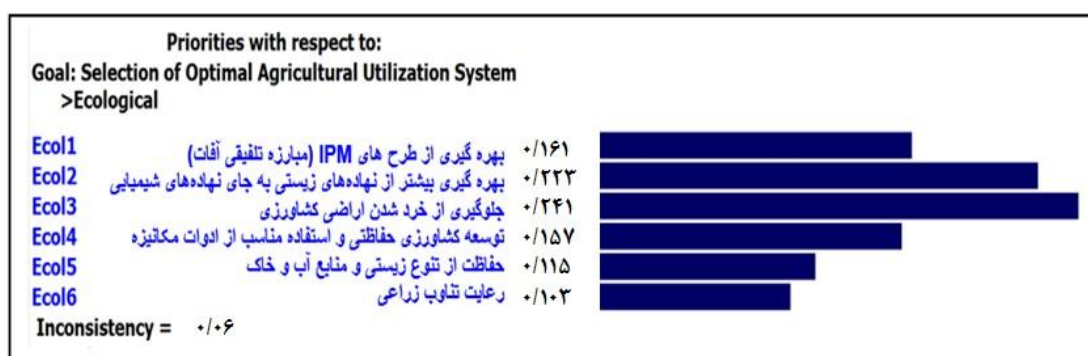 Priorities with respect to:
Goal: Selection of Optimal Agricultural Utilization System
>Ecological
Ecol1 بهره گیری از طرح های IPM (مبارزه تلفیقی آفات) ۰/۱۶۱
Ecol2 بهره گیری بیشتر از نهاده‌های زیستی به جای نهاده‌های شیمیایی ۰/۲۲۳
Ecol3 جلوگیری از خرد شدن اراضی کشاورزی ۰/۲۴۱
Ecol4 توسعه کشاورزی حفاظتی و استفاده مناسب از ادوات مکانیزه ۰/۱۵۷
Ecol5 حفاظت از تنوع زیستی و منابع آب و خاک ۰/۱۱۵
Ecol6 رعایت تناوب زراعی ۰/۱۰۳
Inconsistency = ۰/۰۶